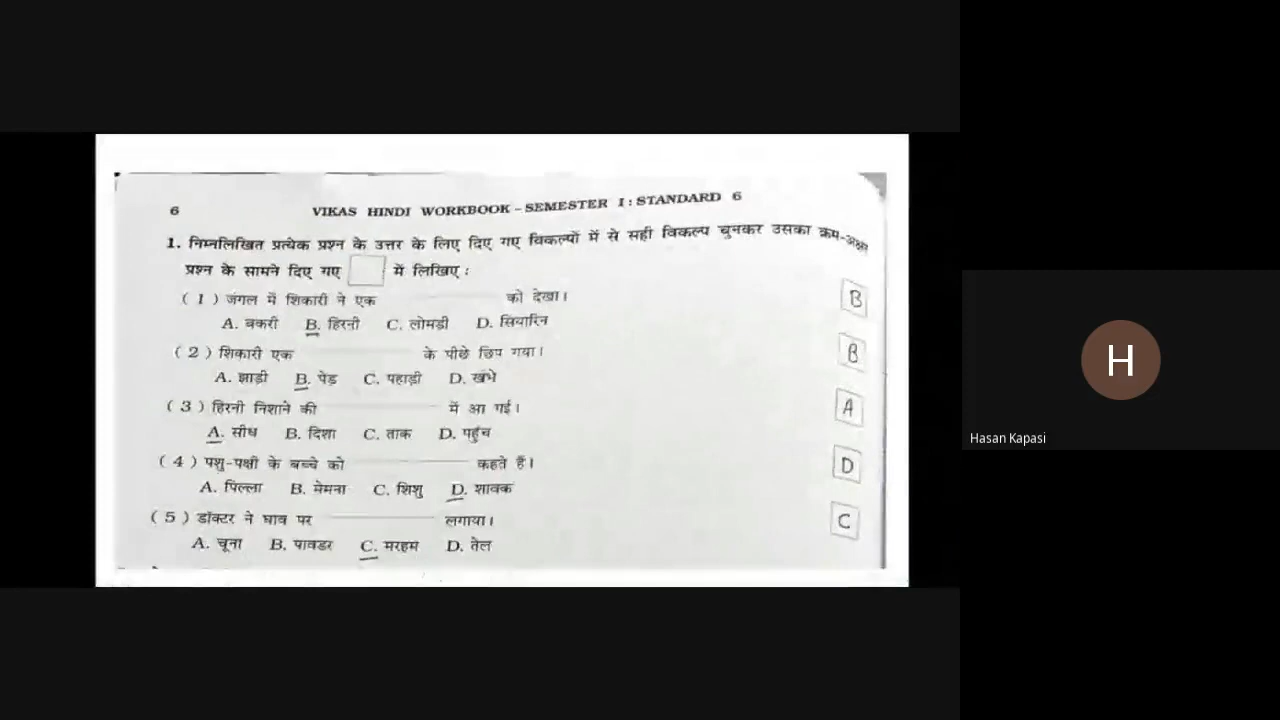 6 VIKAS HINDI WORKBOOK – SEMESTER I : STANDARD 6
1. निम्नलिखित प्रत्येक प्रश्न के उत्तर के लिए दिए गए विकल्पों में से सही विकल्प चुनकर उसका क्रम-अक्षर
प्रश्न के सामने दिए गए में लिखिए :
( 1 ) जंगल में शिकारी ने एक को देखा। B
A. बकरी B. हिरनी C. लोमड़ी D. सियारिन
( 2 ) शिकारी एक के पीछे छिप गया। B
A. झाड़ी B. पेड़ C. पहाड़ी D. खंभे
( 3 ) हिरनी निशाने की में आ गई। A
A. सीध B. दिशा C. ताक D. पहुँच
( 4 ) पशु-पक्षी के बच्चे को कहते हैं। D
A. पिल्ला B. मेमना C. शिशु D. शावक
( 5 ) डॉक्टर ने घाव पर लगाया। C
A. चूना B. पावडर C. मरहम D. तेल
H
Hasan Kapasi